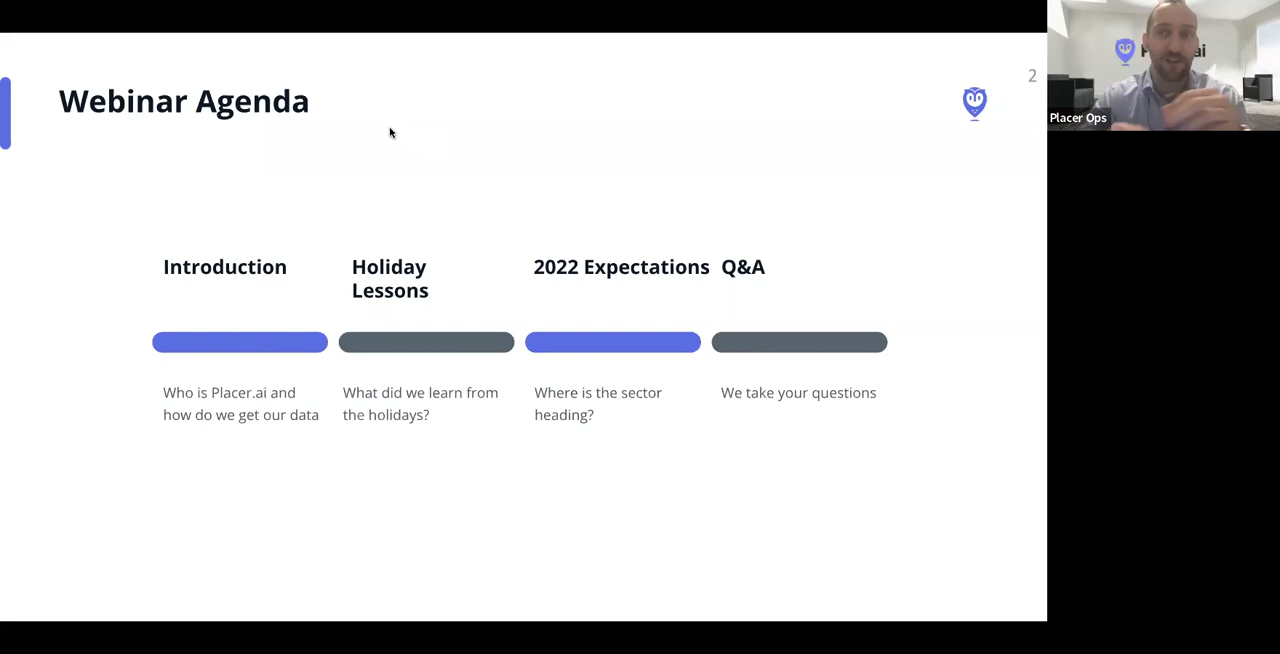 Webinar Agenda
2
Introduction
Holiday
Lessons
2022 Expectations
Q&A
Who is Placer.ai and
how do we get our data
What did we learn from
the holidays?
Where is the sector
heading?
We take your questions
Placer Ops